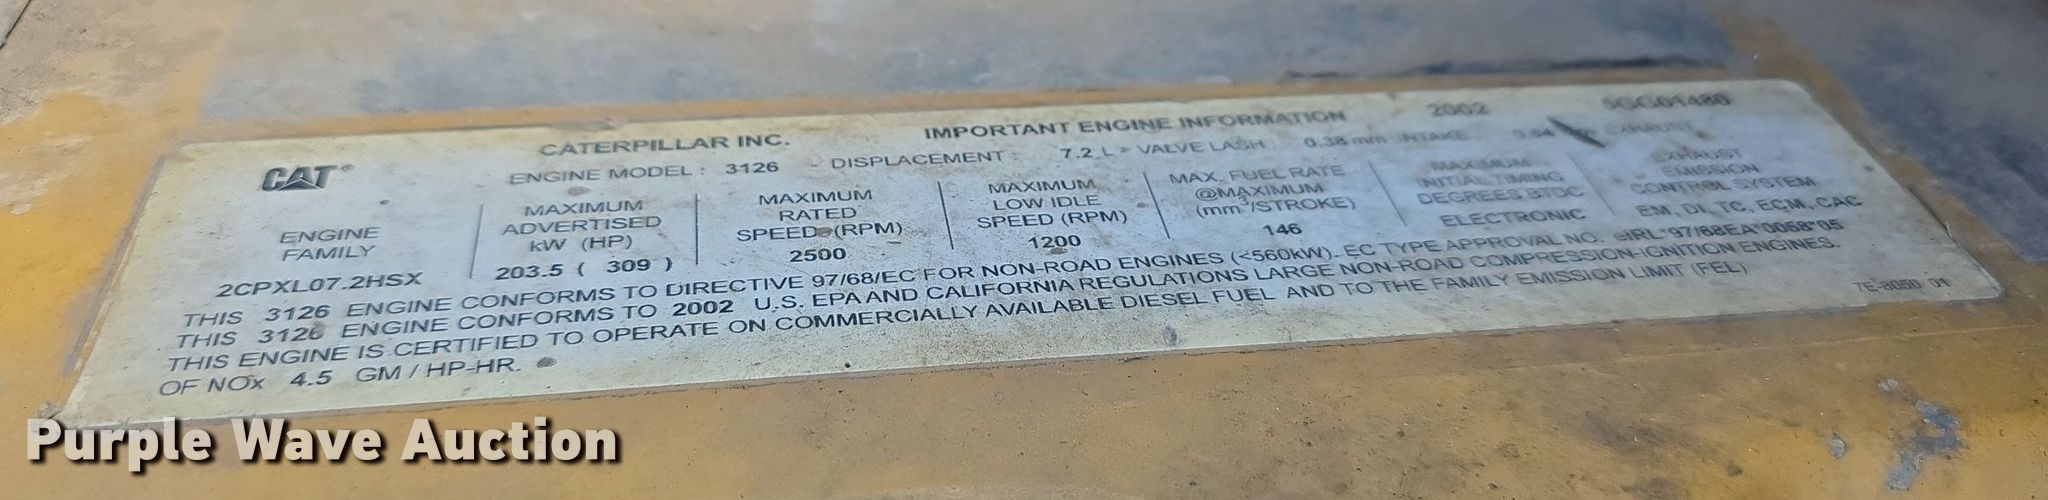 CATERPILLAR INC. IMPORTANT ENGINE INFORMATION 2002
CAT®
ENGINE MODEL : 3126 DISPLACEMENT : 7.2 L VALVE LASH : 0.38 mm INTAKE EXHAUST
ENGINE
FAMILY
2CPXL07.2HSX
MAXIMUM
ADVERTISED
kW (HP)
203.5 ( 309 )
MAXIMUM
RATED
SPEED (RPM)
2500
MAXIMUM
LOW IDLE
SPEED (RPM)
1200
MAX. FUEL RATE
@MAXIMUM
(mm³/STROKE)
146
MAXIMUM
INITIAL TIMING
DEGREES BTDC
ELECTRONIC
EXHAUST
EMISSION
CONTROL SYSTEM
EM, DI, TC, ECM, CAC
THIS 3126 ENGINE CONFORMS TO DIRECTIVE 97/68/EC FOR NON-ROAD ENGINES (<560kW). EC TYPE APPROVAL NO.
THIS 3126 ENGINE CONFORMS TO 2002 U.S. EPA AND CALIFORNIA REGULATIONS LARGE NON-ROAD COMPRESSION-IGNITION ENGINES.
THIS ENGINE IS CERTIFIED TO OPERATE ON COMMERCIALLY AVAILABLE DIESEL FUEL AND TO THE FAMILY EMISSION LIMIT (FEL)
OF NOx 4.5 GM / HP-HR.
Purple Wave Auction